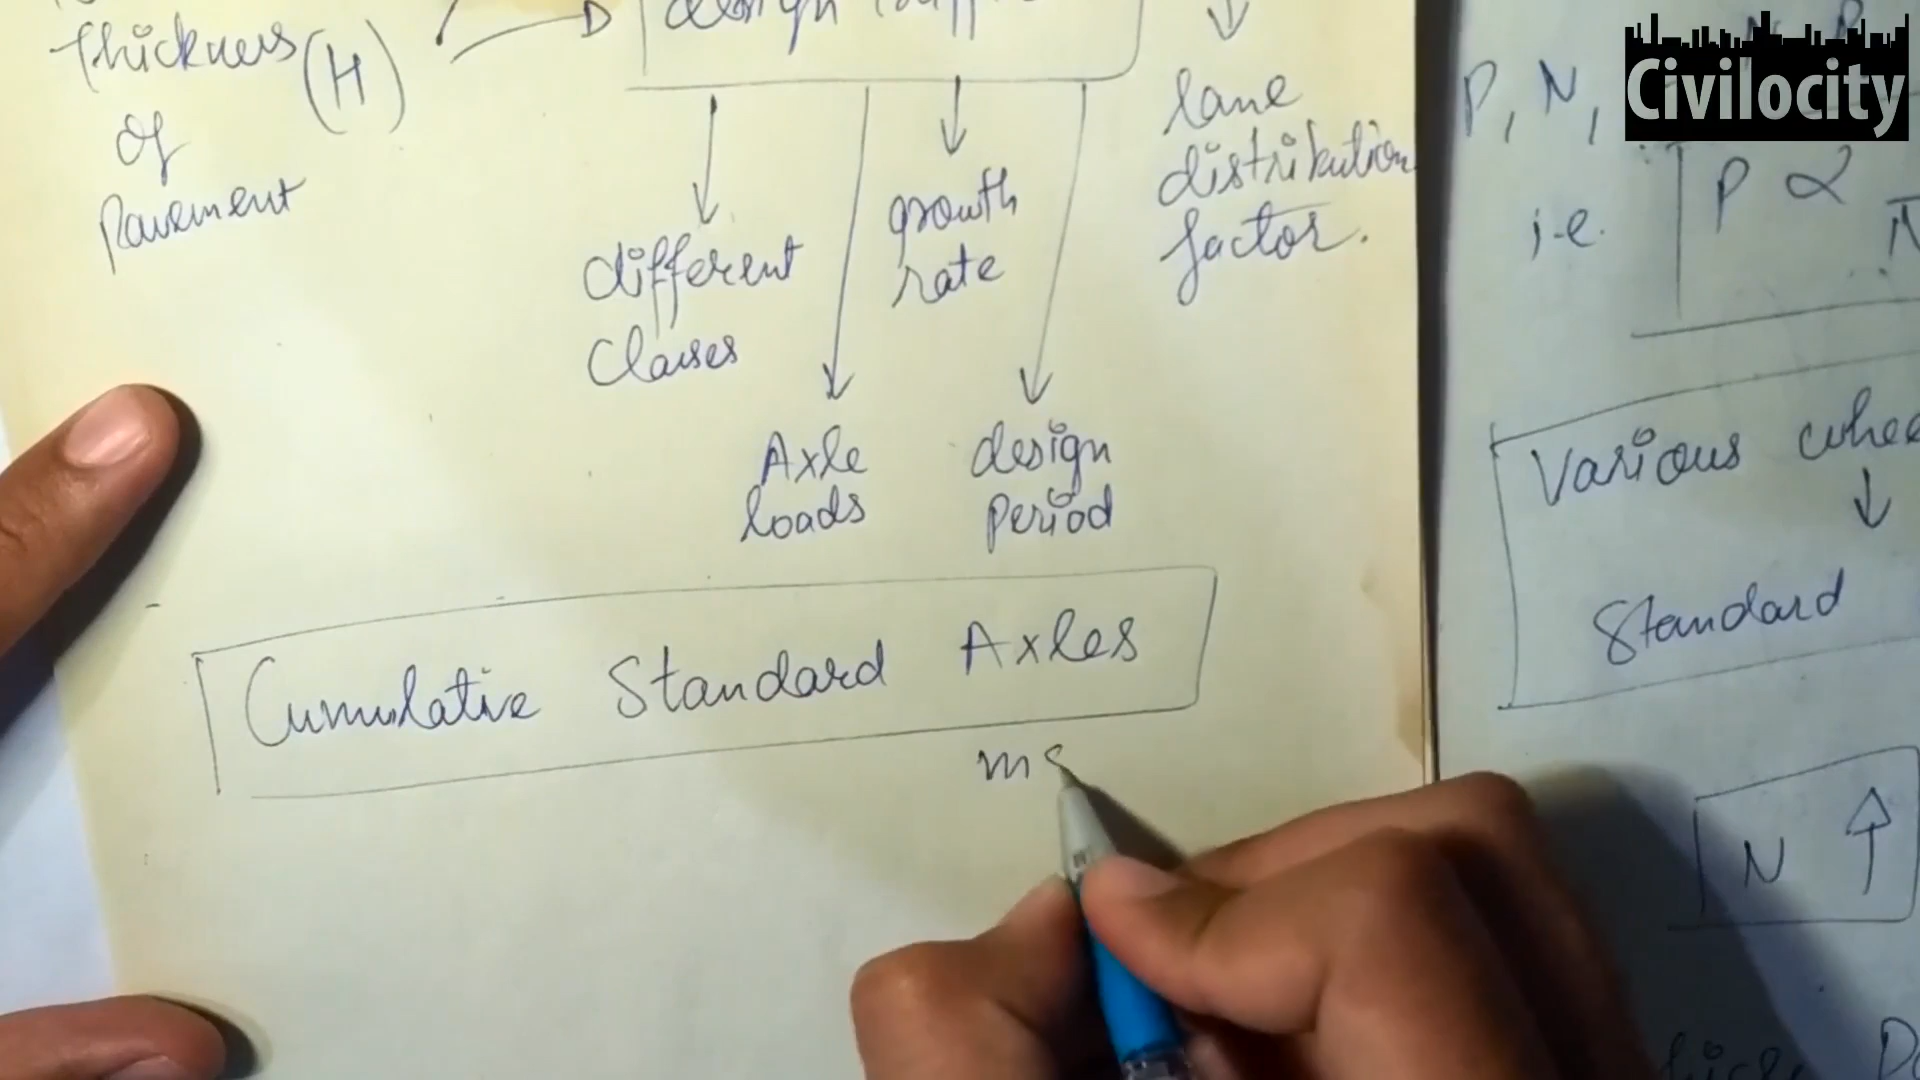 Thickness
(H)
of
Pavement
design
different
Classes
Axle
loads
growth
rate
design
period
lane
distribution
factor.
Cumulative Standard Axles
ms
P, N,
i.e. P ∝
N
Various
↓
Standard
N ↑
Civilocity